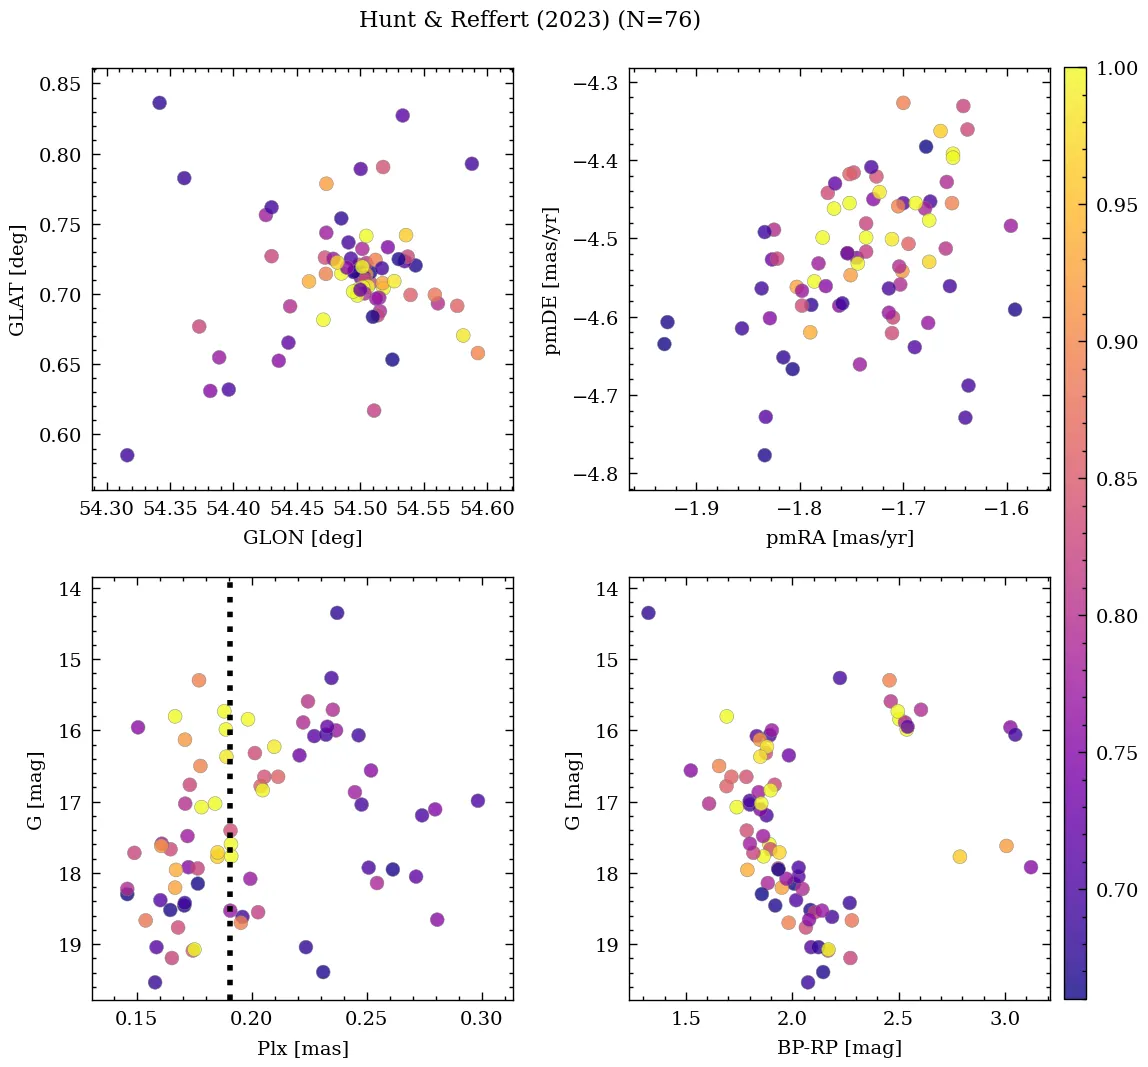 Hunt & Reffert (2023) (N=76)
0.85
0.80
0.75
0.70
0.65
0.60
GLAT [deg]
54.30 54.35 54.40 54.45 54.50 54.55 54.60
GLON [deg]
−4.3
−4.4
−4.5
−4.6
−4.7
−4.8
pmDE [mas/yr]
−1.9 −1.8 −1.7 −1.6
pmRA [mas/yr]
14
15
16
17
18
19
G [mag]
0.15 0.20 0.25 0.30
Plx [mas]
14
15
16
17
18
19
G [mag]
1.5 2.0 2.5 3.0
BP-RP [mag]
1.00
0.95
0.90
0.85
0.80
0.75
0.70